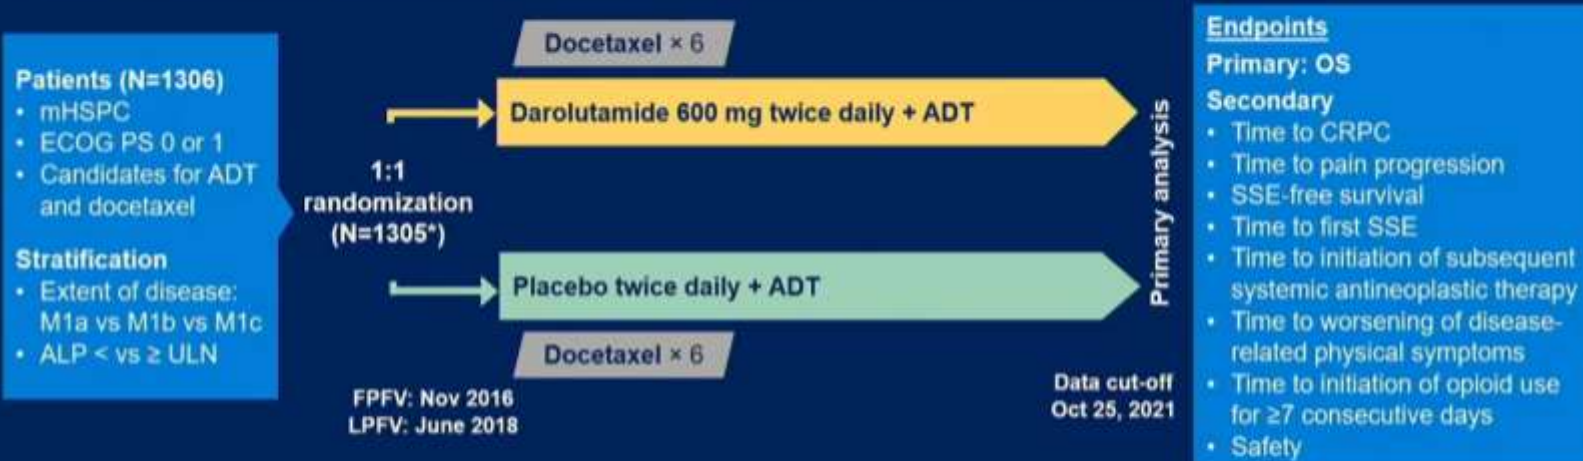 Patients (N=1306)
• mHSPC
• ECOG PS 0 or 1
• Candidates for ADT
and docetaxel
Stratification
• Extent of disease:
M1a vs M1b vs M1c
• ALP < vs ≥ ULN
1:1
randomization
(N=1305*)
Docetaxel × 6
Darolutamide 600 mg twice daily + ADT
Placebo twice daily + ADT
Docetaxel × 6
FPFV: Nov 2016
LPFV: June 2018
Primary analysis
Data cut-off
Oct 25, 2021
Endpoints
Primary: OS
Secondary
• Time to CRPC
• Time to pain progression
• SSE-free survival
• Time to first SSE
• Time to initiation of subsequent
systemic antineoplastic therapy
• Time to worsening of disease-
related physical symptoms
• Time to initiation of opioid use
for ≥7 consecutive days
• Safety